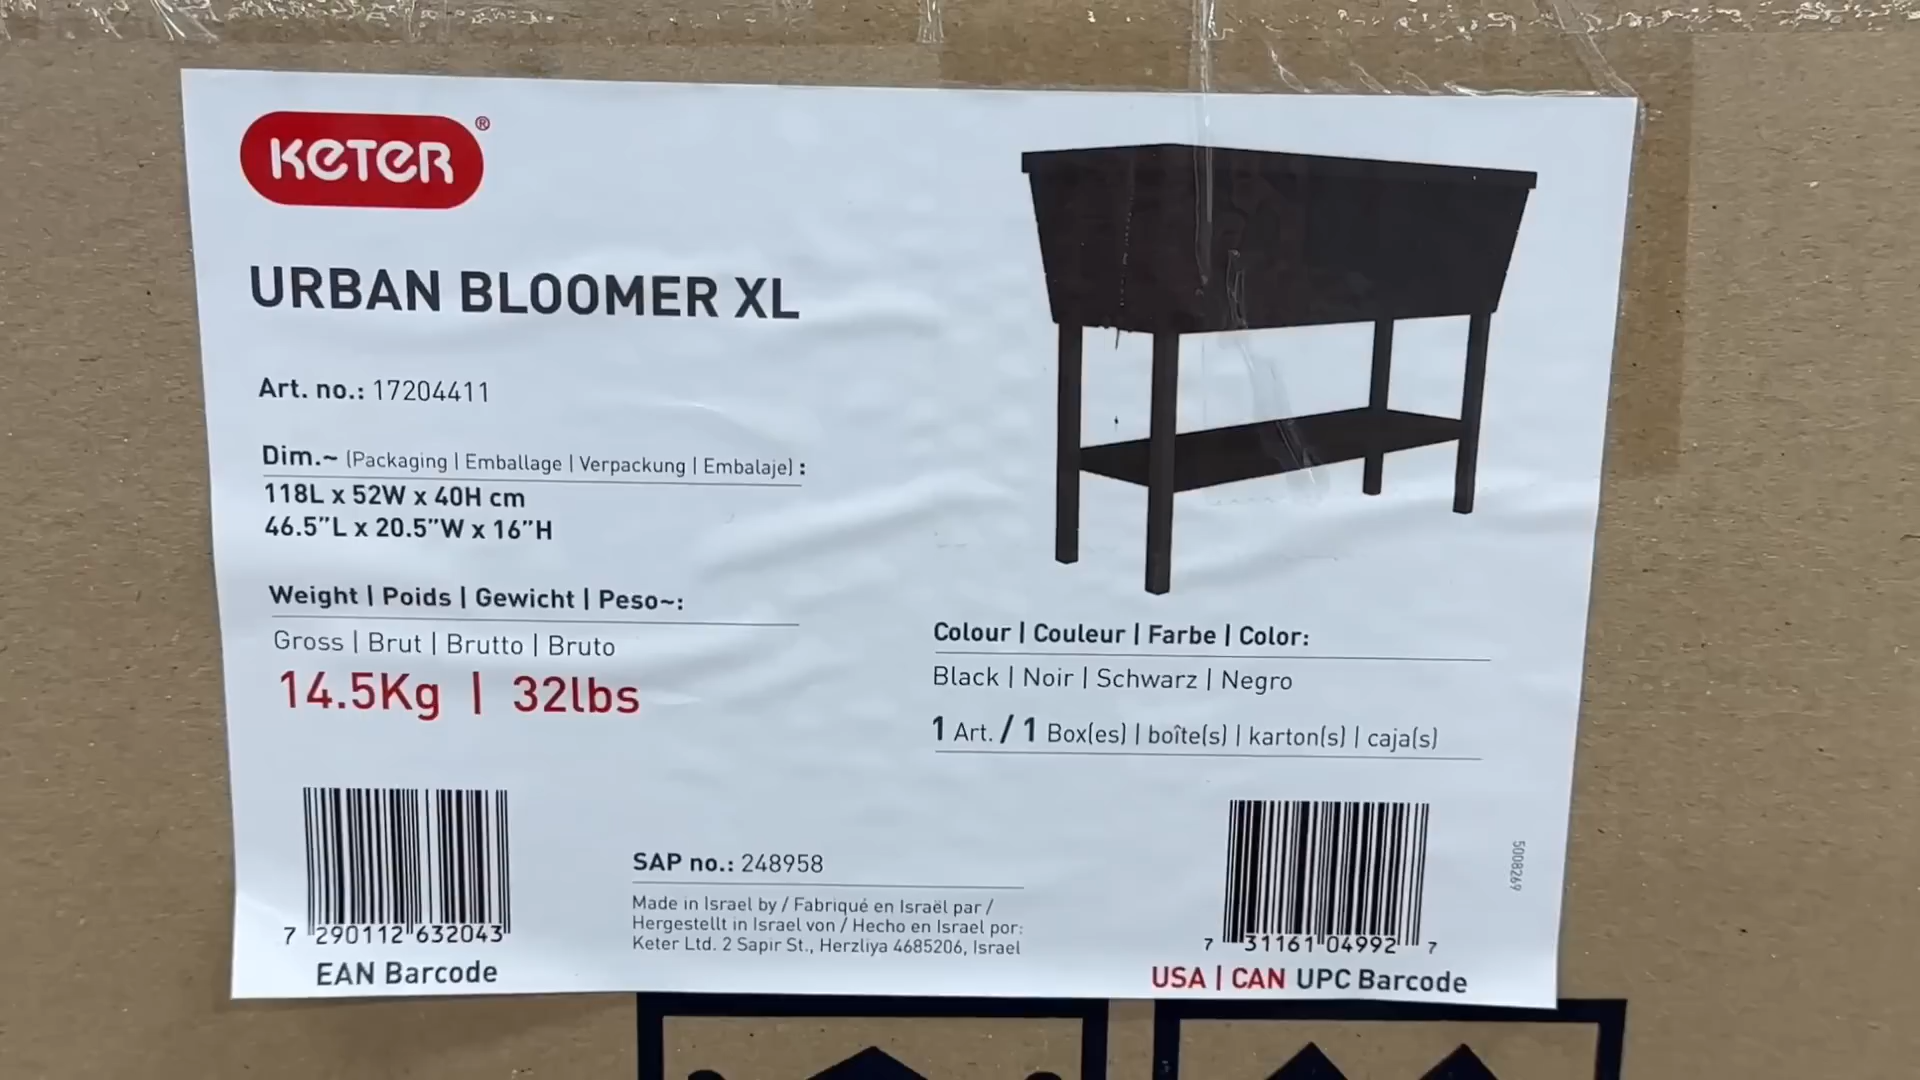 KETER®
URBAN BLOOMER XL
Art. no.: 17204411
Dim.~ (Packaging | Emballage | Verpackung | Embalaje) :
118L x 52W x 40H cm
46.5”L x 20.5”W x 16”H
Weight | Poids | Gewicht | Peso~:
Gross | Brut | Brutto | Bruto
14.5Kg | 32lbs
Colour | Couleur | Farbe | Color:
Black | Noir | Schwarz | Negro
1 Art. / 1 Box(es) | boîte(s) | karton(s) | caja(s)
7 290112 632043
EAN Barcode
SAP no.: 248958
Made in Israel by / Fabriqué en Israël par /
Hergestellt in Israel von / Hecho en Israel por:
Keter Ltd. 2 Sapir St., Herzliya 4685206, Israel
7 31161 04992 7
USA | CAN UPC Barcode
5008269